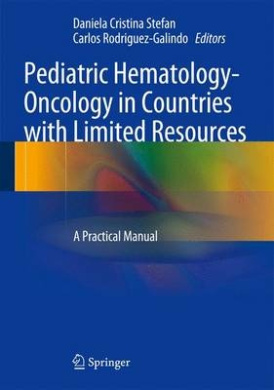 Daniela Cristina Stefan
Carlos Rodriguez-Galindo Editors
Pediatric Hematology-
Oncology in Countries
with Limited Resources
A Practical Manual
Springer